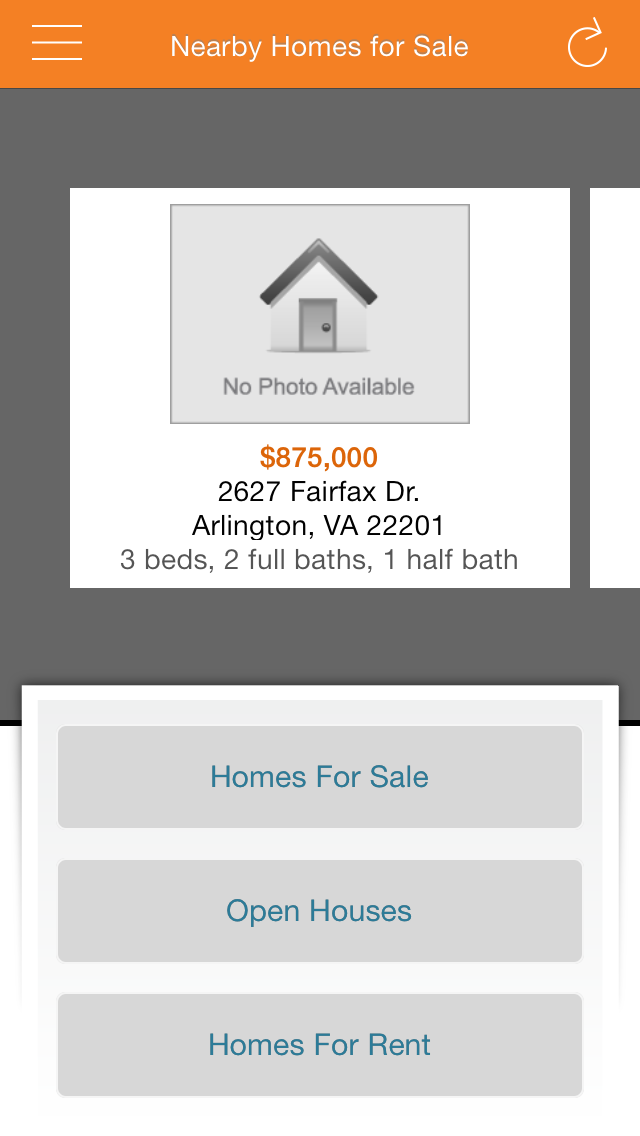 Nearby Homes for Sale
No Photo Available
$875,000
2627 Fairfax Dr.
Arlington, VA 22201
3 beds, 2 full baths, 1 half bath
Homes For Sale
Open Houses
Homes For Rent